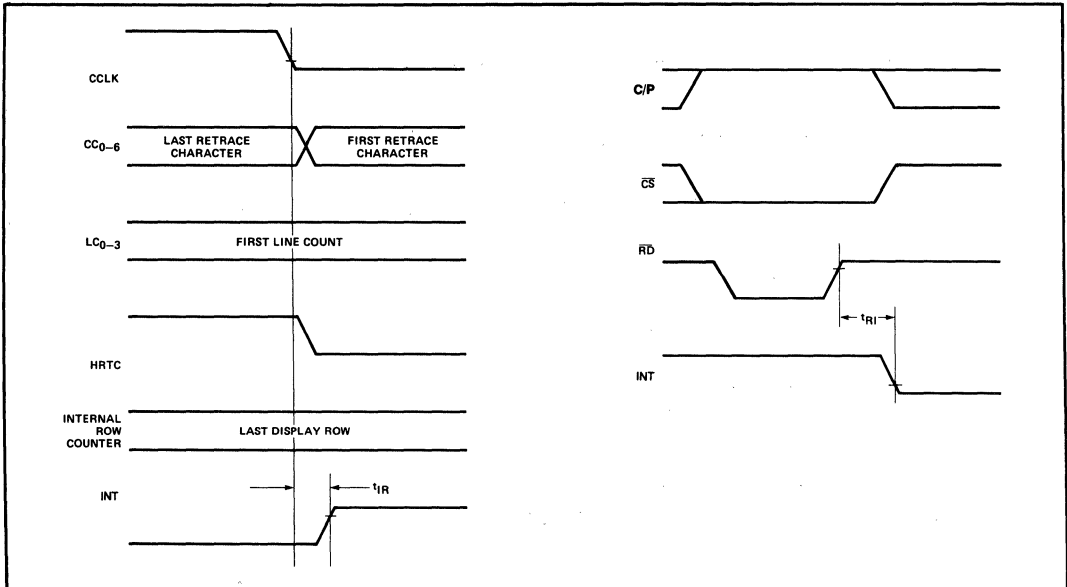 CCLK
CC0–6
LAST RETRACE
CHARACTER
FIRST RETRACE
CHARACTER
LC0–3
FIRST LINE COUNT
HRTC
INTERNAL
ROW
COUNTER
LAST DISPLAY ROW
INT
tIR
C/P
CS
RD
tRI
INT